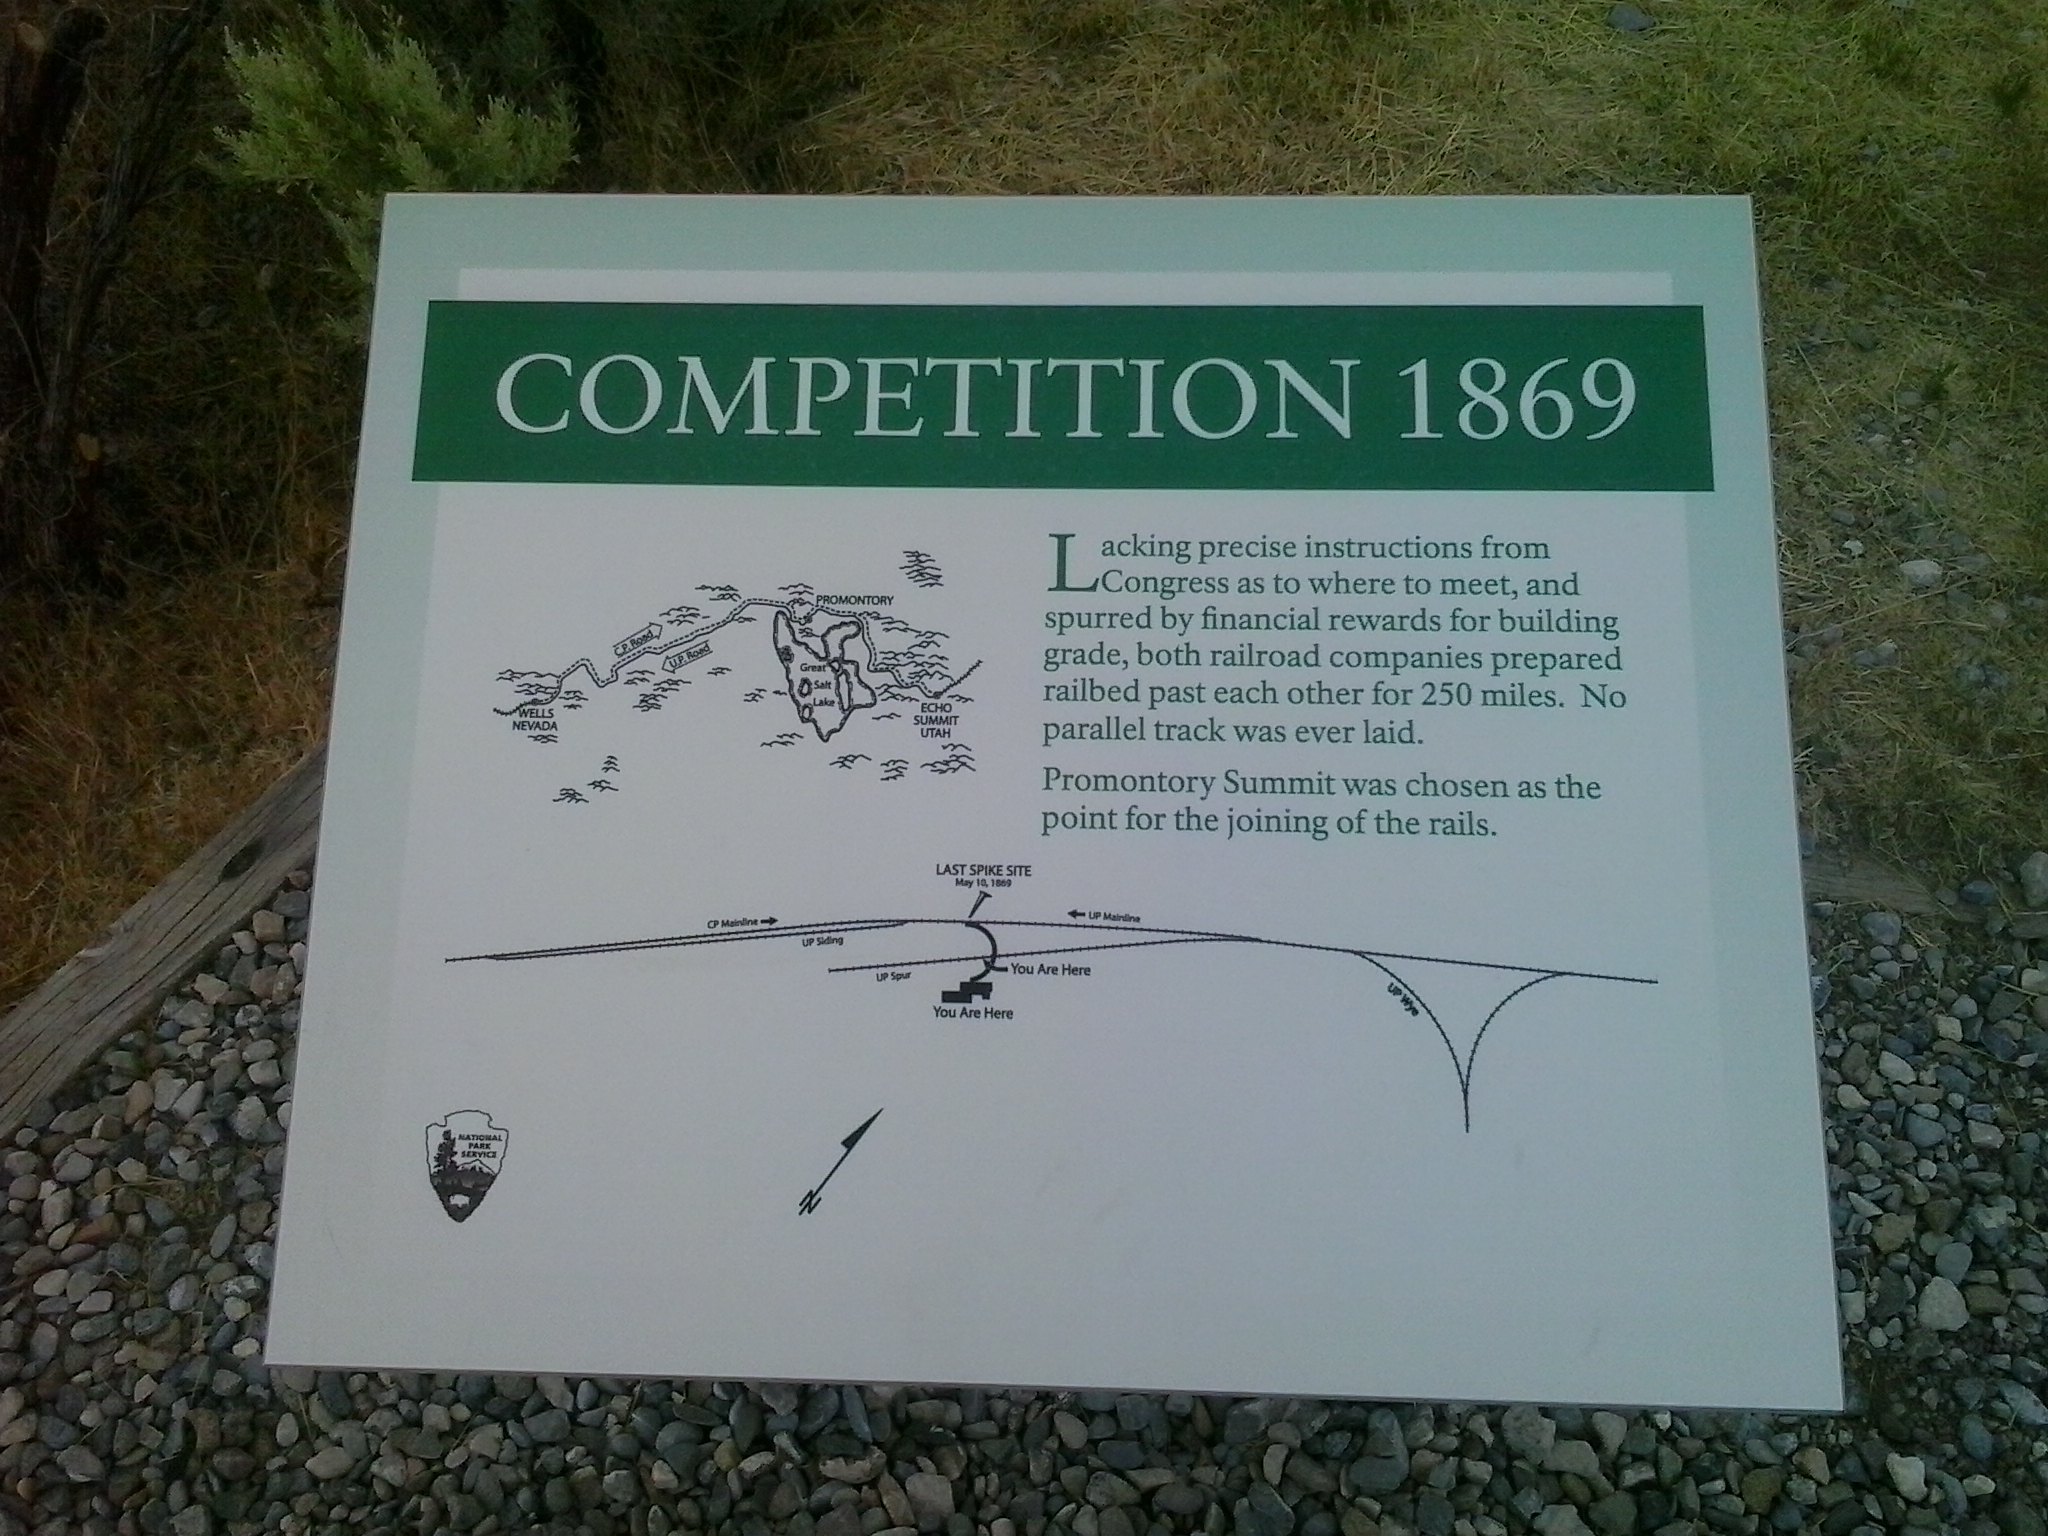 COMPETITION 1869
Lacking precise instructions from
Congress as to where to meet, and
spurred by financial rewards for building
grade, both railroad companies prepared
railbed past each other for 250 miles.  No
parallel track was ever laid.
Promontory Summit was chosen as the
point for the joining of the rails.
PROMONTORY
C.P. Road
U.P. Road
Great
Salt
Lake
WELLS
NEVADA
ECHO
SUMMIT
UTAH
LAST SPIKE SITE
May 10, 1869
CP Mainline
UP Mainline
UP Siding
UP Spur
You Are Here
You Are Here
UP Wye
NATIONAL
PARK
SERVICE
N